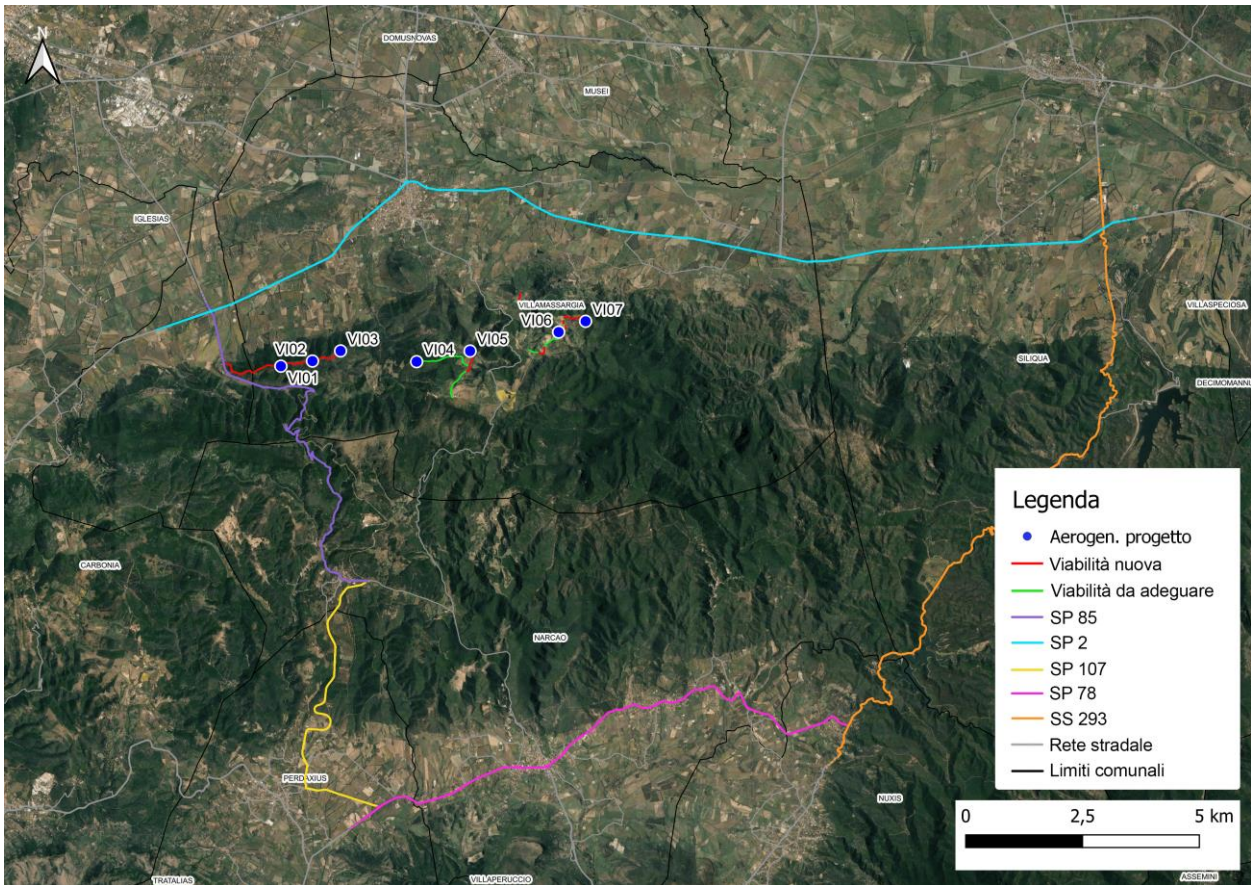 N
DOMUSNOVAS
MUSEI
IGLESIAS
VILLAMASSARGIA
VILLASPECIOSA
VI07
VI06
VI03
VI02
VI05
VI04
VI01
SILIQUA
DECIMOMANNU
CARBONIA
NARCAO
PERDAXIUS
NUXIS
TRATALIAS
VILLAPERUCCIO
ASSEMINI
Legenda
Aerogen. progetto
Viabilità nuova
Viabilità da adeguare
SP 85
SP 2
SP 107
SP 78
SS 293
Rete stradale
Limiti comunali
0 2,5 5 km